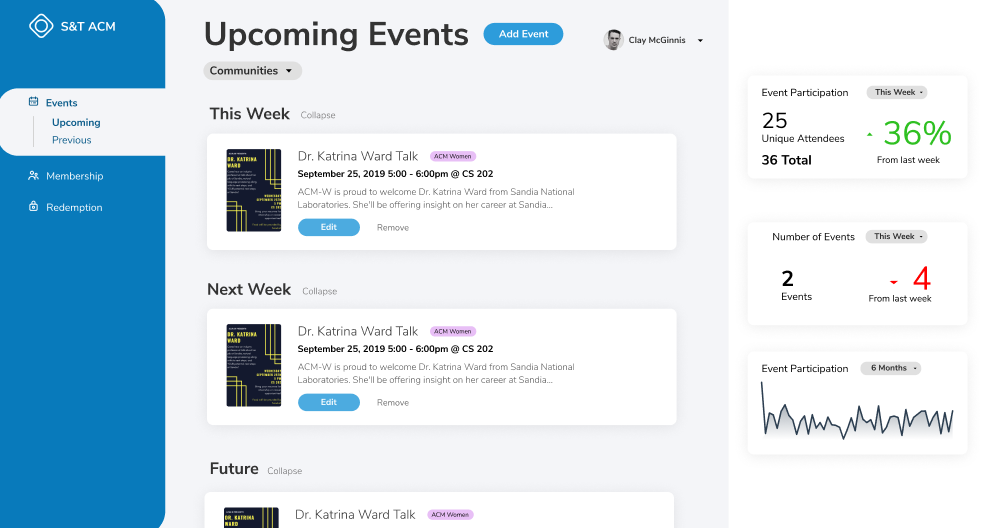 S&T ACM
Events
Upcoming
Previous
Membership
Redemption
Upcoming Events
Add Event
Clay McGinnis
Communities
This Week
Collapse
DR. KATRINA
WARD
Dr. Katrina Ward Talk
ACM Women
September 25, 2019 5:00 - 6:00pm @ CS 202
ACM-W is proud to welcome Dr. Katrina Ward from Sandia National
Laboratories. She'll be offering insight on her career at Sandia...
Edit
Remove
Next Week
Collapse
DR. KATRINA
WARD
Dr. Katrina Ward Talk
ACM Women
September 25, 2019 5:00 - 6:00pm @ CS 202
ACM-W is proud to welcome Dr. Katrina Ward from Sandia National
Laboratories. She'll be offering insight on her career at Sandia...
Edit
Remove
Future
Collapse
DR. KATRINA
WARD
Dr. Katrina Ward Talk
ACM Women
Event Participation
This Week
25
Unique Attendees
36 Total
36%
From last week
Number of Events
This Week
2
Events
4
From last week
Event Participation
6 Months